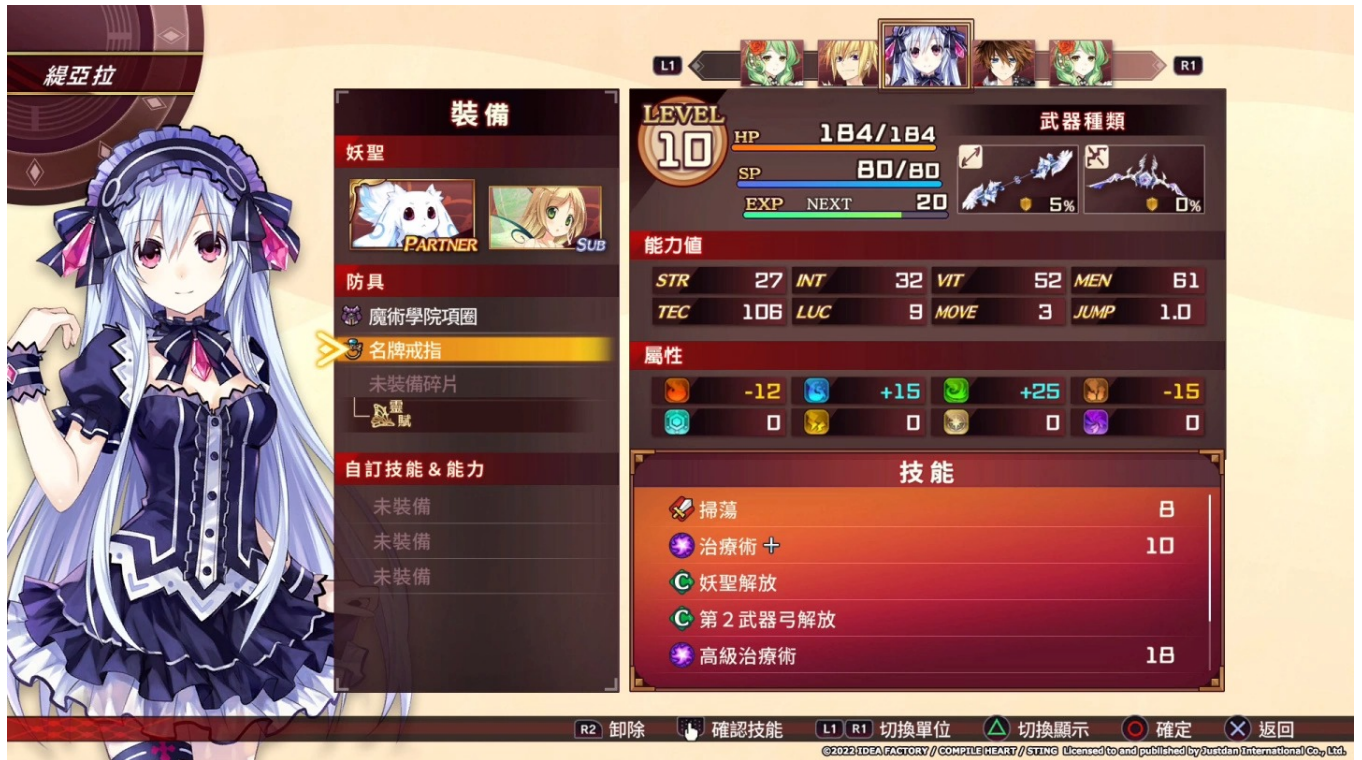 緹亞拉
L1
R1
裝備
妖聖
PARTNER
SUB
防具
魔術學院項圈
名牌戒指
未裝備碎片
靈賦
自訂技能&能力
未裝備
未裝備
未裝備
LEVEL
10
HP 184/184
SP 80/80
EXP NEXT 20
武器種類
5% 0%
能力值
STR 27 INT 32 VIT 52 MEN 61
TEC 106 LUC 9 MOVE 3 JUMP 1.0
屬性
-12 +15 +25 -15
0 0 0 0
技能
掃蕩 8
治療術+ 10
C 妖聖解放
C 第2武器弓解放
高級治療術 18
R2 卸除 確認技能 L1 R1 切換單位 切換顯示 確定 返回
©2022 IDEA FACTORY / COMPILE HEART / STING Licensed to and published by Justdan International Co., Ltd.